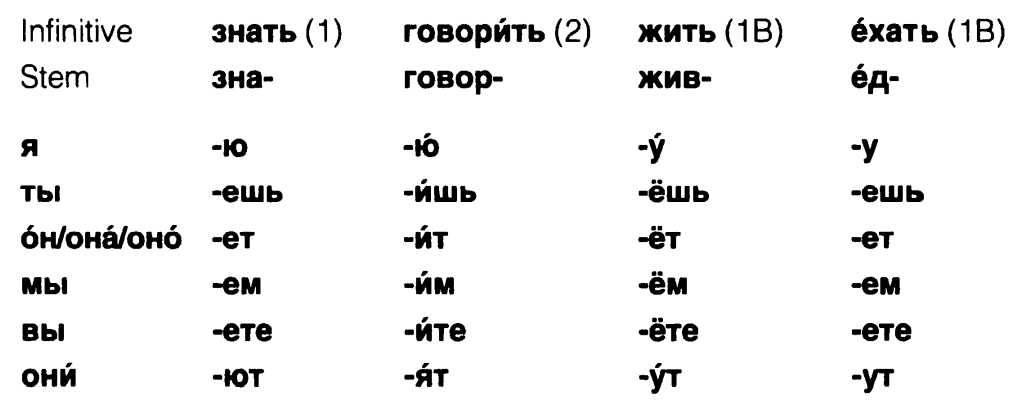 Infinitive знать (1) говори́ть (2) жить (1B) е́хать (1B)
Stem зна- говор- жив- е́д-
я -ю -ю́ -у́ -у
ты -ешь -и́шь -ёшь -ешь
о́н/она́/оно́ -ет -и́т -ёт -ет
мы -ем -и́м -ём -ем
вы -ете -и́те -ёте -ете
они́ -ют -я́т -у́т -ут